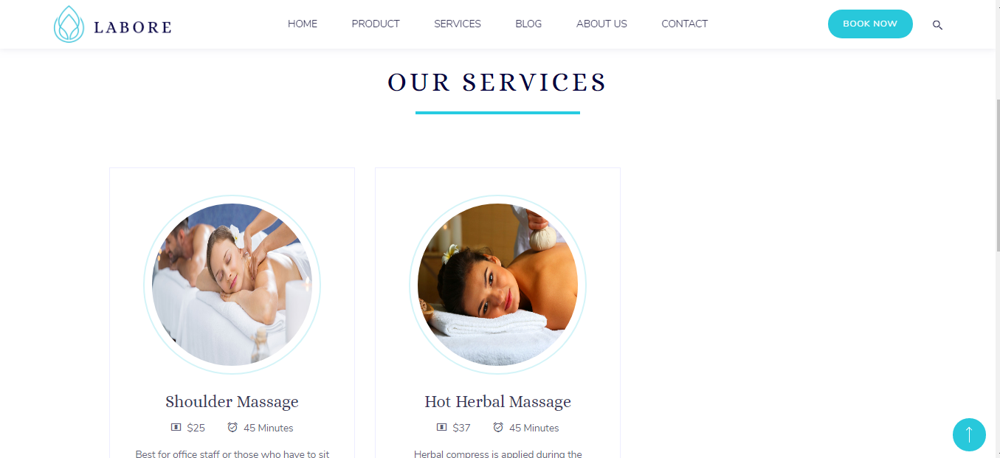 LABORE
HOME PRODUCT SERVICES BLOG ABOUT US CONTACT
BOOK NOW
OUR SERVICES
Shoulder Massage
$25 45 Minutes
Best for office staff or those who have to sit
Hot Herbal Massage
$37 45 Minutes
Herbal compress is applied during the